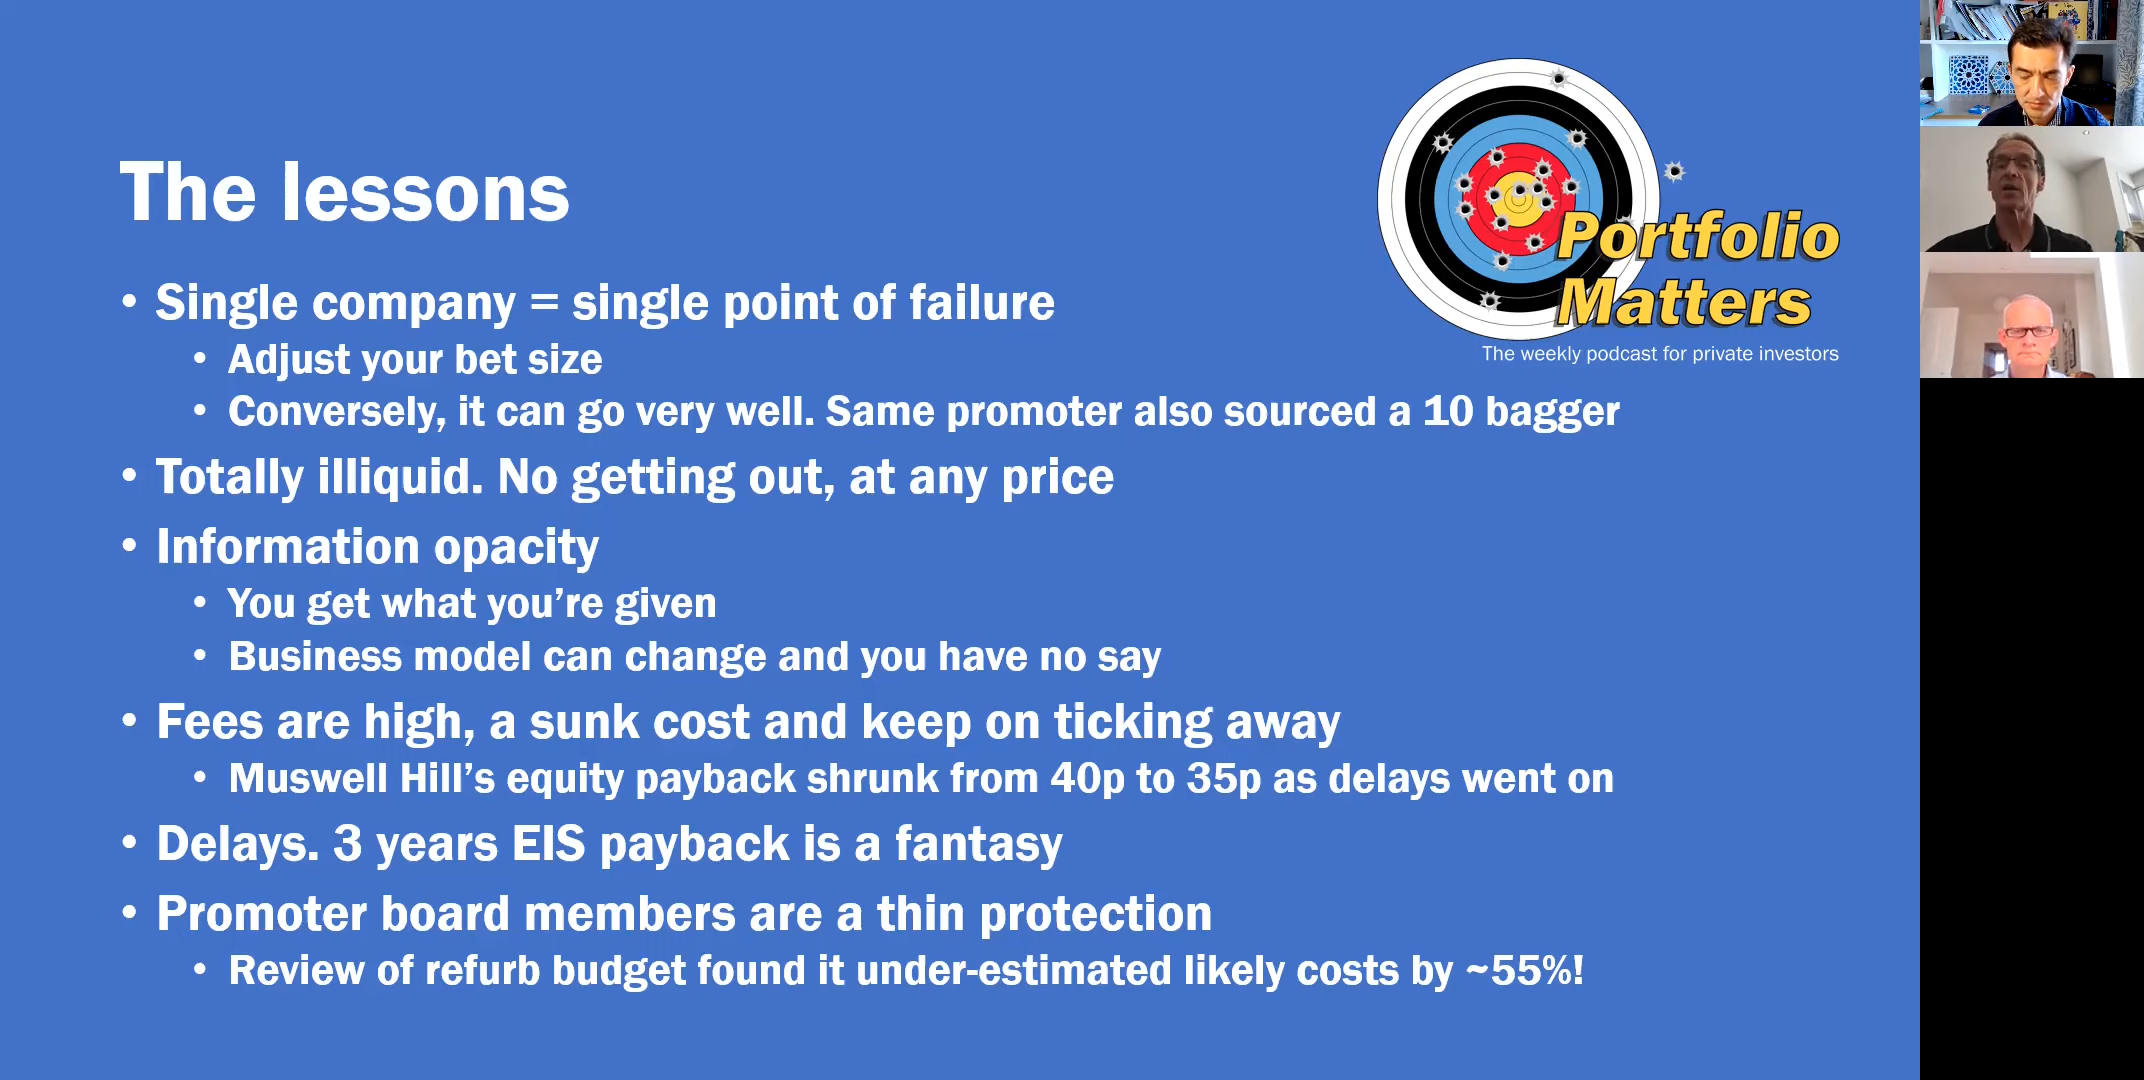 The lessons
Portfolio
Matters
The weekly podcast for private investors
• Single company = single point of failure
• Adjust your bet size
• Conversely, it can go very well. Same promoter also sourced a 10 bagger
• Totally illiquid. No getting out, at any price
• Information opacity
• You get what you’re given
• Business model can change and you have no say
• Fees are high, a sunk cost and keep on ticking away
• Muswell Hill’s equity payback shrunk from 40p to 35p as delays went on
• Delays. 3 years EIS payback is a fantasy
• Promoter board members are a thin protection
• Review of refurb budget found it under-estimated likely costs by ~55%!